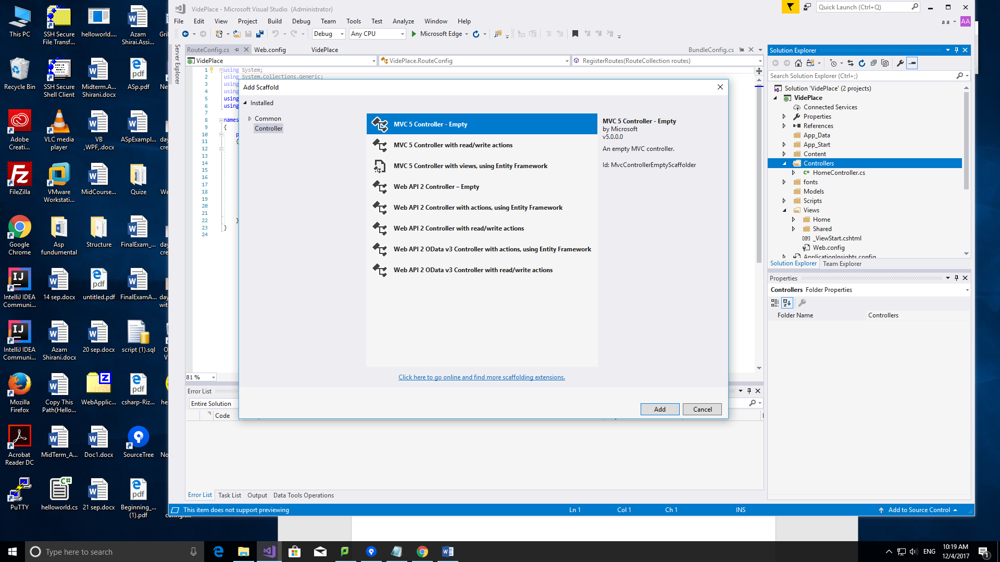 This PC
SSH Secure
File Transf...
helloworld....
Azam
Shirai.Assi...
Recycle Bin
SSH Secure
Shell Client
Midterm.A...
Shirani.docx
ASp.pdf
Adobe
Creati...
VLC media
player
VB
,WPF,.docx
ASpExampl...
FileZilla
VMware
Workstati...
MidCourse...
Quize
Google
Chrome
Asp
fundumental
Structure
FinalExam_...
IntelliJ IDEA
Communi...
14 sep.docx
untitled.pdf
FinalExamA...
IntelliJ IDEA
Communi...
Azam
Shirani.docx
20 sep.docx
script (1).sql
Mozilla
Firefox
Copy This
Path(Hello...
WebApplic...
csharp-Riz...
Acrobat
Reader DC
MidTerm_A...
Doc1.docx
SourceTree
PuTTY
helloworld.cs
21 sep.docx
Beginning_...
(1).pdf
VidePlace - Microsoft Visual Studio (Administrator)
Quick Launch (Ctrl+Q)
File Edit View Project Build Debug Team Tools Test Analyze Window Help
a a
AA
Debug
Any CPU
Microsoft Edge
Server Explorer
RouteConfig.cs
Web.config
VidePlace
BundleConfig.cs
VidePlace
VidePlace.RouteConfig
RegisterRoutes(RouteCollection routes)
1 using System;
2 using System.Collections.Generic;
3 using
4 using
5 using
6 using
7
8 names
9 {
10 p
11 {
12
13
14
15
16
17
18
19
20
21
22 }
23 }
24
81 %
Add Scaffold
Installed
Common
Controller
MVC 5 Controller - Empty
MVC 5 Controller with read/write actions
MVC 5 Controller with views, using Entity Framework
Web API 2 Controller – Empty
Web API 2 Controller with actions, using Entity Framework
Web API 2 Controller with read/write actions
Web API 2 OData v3 Controller with actions, using Entity Framework
Web API 2 OData v3 Controller with read/write actions
MVC 5 Controller - Empty
by Microsoft
v5.0.0.0
An empty MVC controller.
Id: MvcControllerEmptyScaffolder
Click here to go online and find more scaffolding extensions.
Add
Cancel
Error List
Entire Solution
Code
Error List Task List Output Data Tools Operations
Solution Explorer
Search Solution Explorer (Ctrl+;)
Solution 'VidePlace' (2 projects)
VidePlace
Connected Services
Properties
References
App_Data
App_Start
Content
Controllers
C# HomeController.cs
fonts
Models
Scripts
Views
Home
Shared
_ViewStart.cshtml
Web.config
ApplicationInsights.config
Solution Explorer Team Explorer
Properties
Controllers Folder Properties
Folder Name Controllers
This item does not support previewing
Ln 1
Col 1
Ch 1
INS
Add to Source Control
Type here to search
ENG
10:19 AM
12/4/2017
1